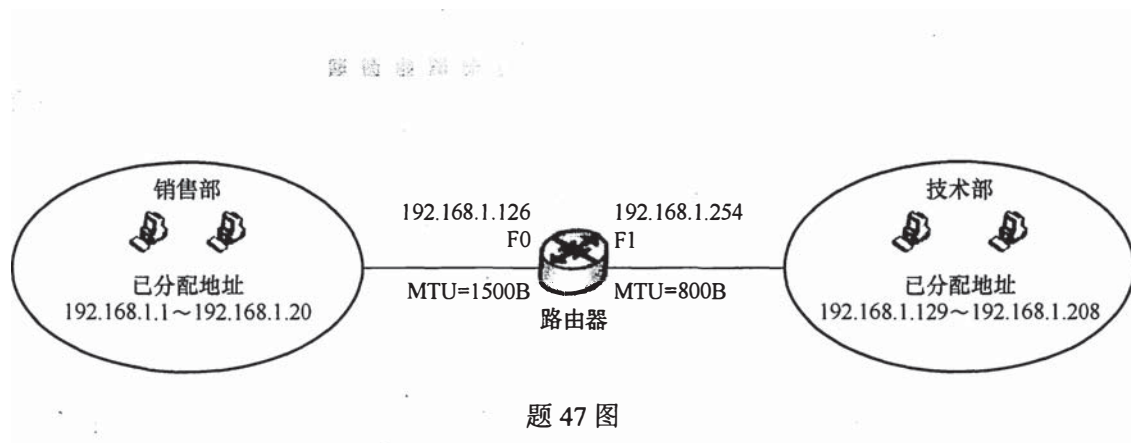 销售部
已分配地址
192.168.1.1～192.168.1.20
192.168.1.126
F0
MTU=1500B
192.168.1.254
F1
MTU=800B
路由器
技术部
已分配地址
192.168.1.129～192.168.1.208
题 47 图